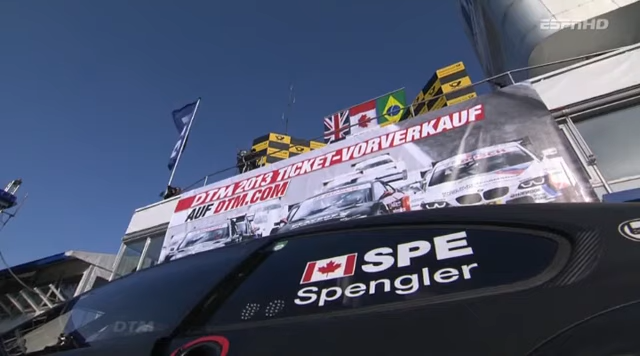 ESPNHD
DTM 2013 TICKET-VORVERKAUF
AUF DTM.COM
SPE
Spengler
DTM